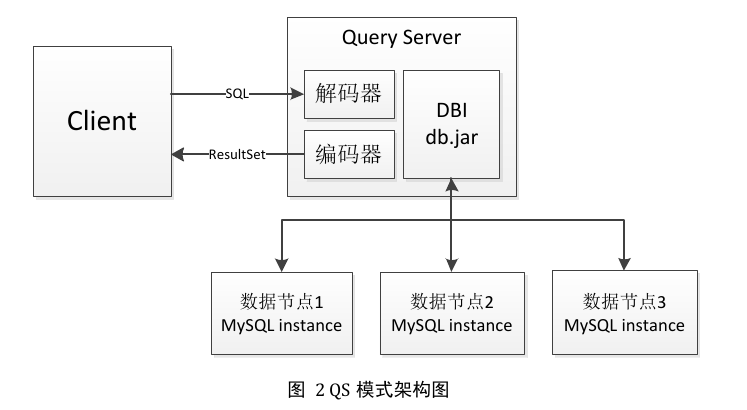 Query Server
Client
SQL
解码器
DBI
db.jar
ResultSet
编码器
数据节点1
MySQL instance
数据节点2
MySQL instance
数据节点3
MySQL instance
图 2 QS 模式架构图